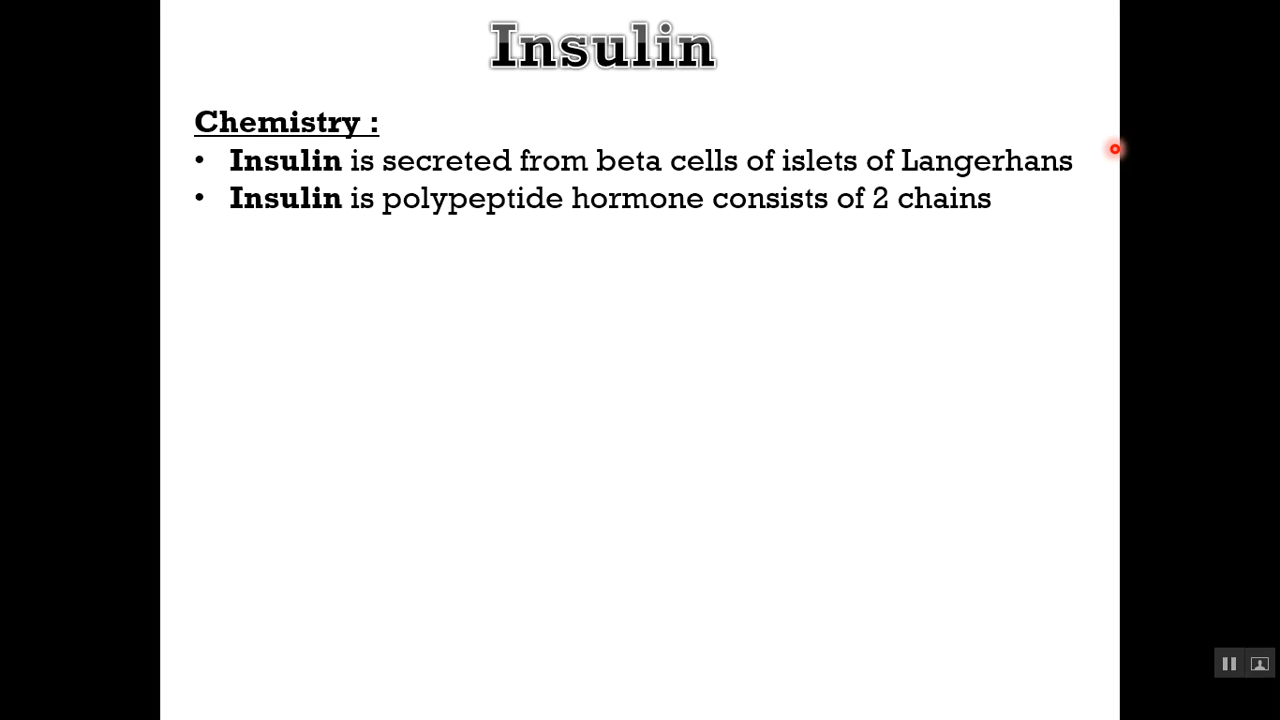 Insulin
Chemistry :
• Insulin is secreted from beta cells of islets of Langerhans
• Insulin is polypeptide hormone consists of 2 chains